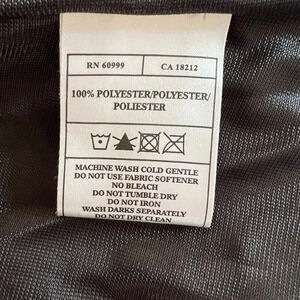 RN 60999 CA 18212
100% POLYESTER/POLYESTER/
POLIESTER
MACHINE WASH COLD GENTLE
DO NOT USE FABRIC SOFTENER
NO BLEACH
DO NOT TUMBLE DRY
DO NOT IRON
WASH DARKS SEPARATELY
DO NOT DRY CLEAN